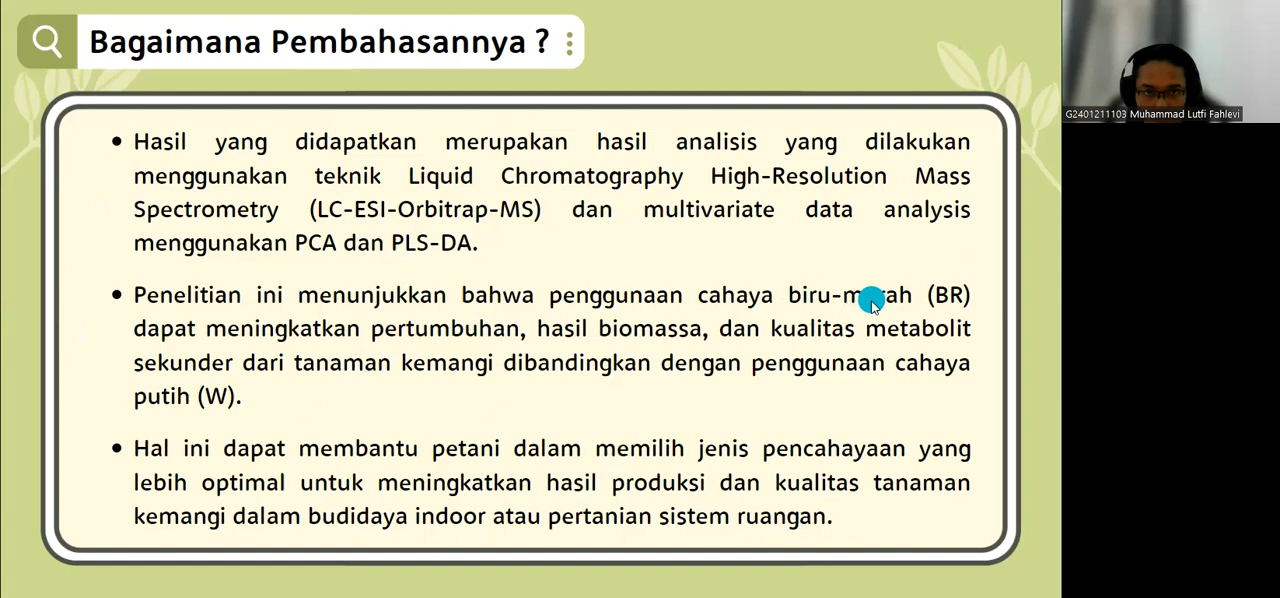 Bagaimana Pembahasannya ?
G2401211103 Muhammad Lutfi Fahlevi
• Hasil yang didapatkan merupakan hasil analisis yang dilakukan
menggunakan teknik Liquid Chromatography High-Resolution Mass
Spectrometry (LC-ESI-Orbitrap-MS) dan multivariate data analysis
menggunakan PCA dan PLS-DA.
• Penelitian ini menunjukkan bahwa penggunaan cahaya biru-merah (BR)
dapat meningkatkan pertumbuhan, hasil biomassa, dan kualitas metabolit
sekunder dari tanaman kemangi dibandingkan dengan penggunaan cahaya
putih (W).
• Hal ini dapat membantu petani dalam memilih jenis pencahayaan yang
lebih optimal untuk meningkatkan hasil produksi dan kualitas tanaman
kemangi dalam budidaya indoor atau pertanian sistem ruangan.